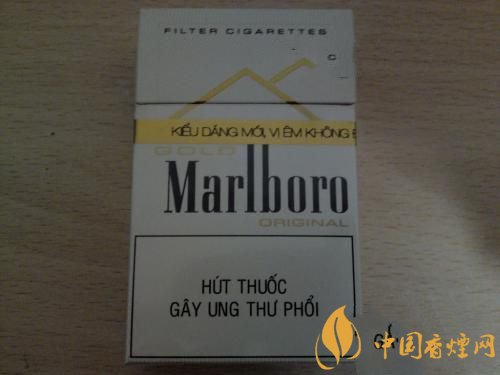 FILTER CIGARETTES
C
KIỂU DÁNG MỚI, VỊ ÊM KHÔNG
GOLD
Marlboro
ORIGINAL
HÚT THUỐC
GÂY UNG THƯ PHỔI
中国香烟网